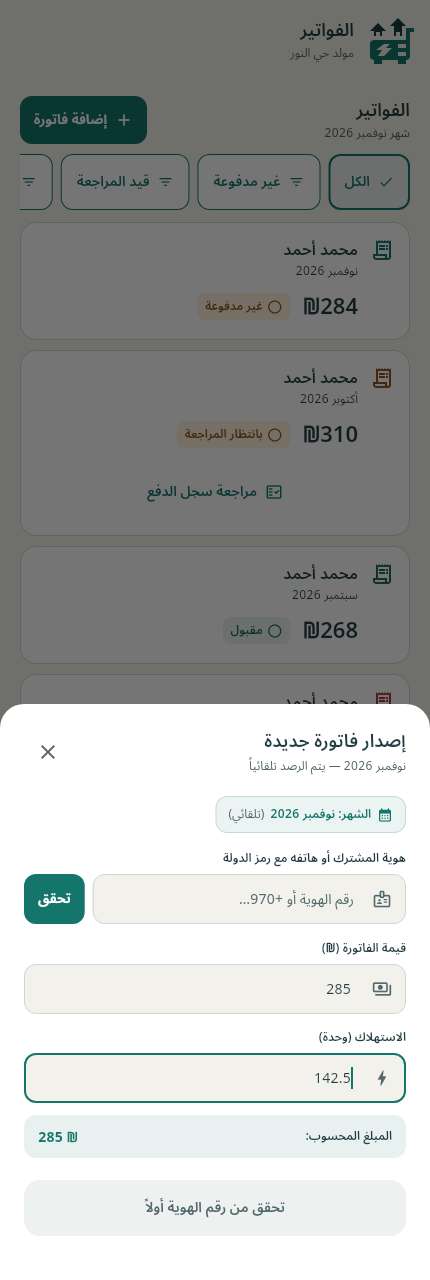 الفواتير
مولد حي النور
الفواتير
شهر نوفمبر 2026
إضافة فاتورة
الكل
غير مدفوعة
قيد المراجعة
محمد أحمد
نوفمبر 2026
₪284
غير مدفوعة
محمد أحمد
أكتوبر 2026
₪310
بانتظار المراجعة
مراجعة سجل الدفع
محمد أحمد
سبتمبر 2026
₪268
مقبول
محمد أحمد
إصدار فاتورة جديدة
نوفمبر 2026 — يتم الرصد تلقائياً
الشهر: نوفمبر 2026 (تلقائي)
هوية المشترك أو هاتفه مع رمز الدولة
رقم الهوية أو +970...
تحقق
قيمة الفاتورة (₪)
285
الاستهلاك (وحدة)
142.5
المبلغ المحسوب:
285 ₪
تحقق من رقم الهوية أولاً